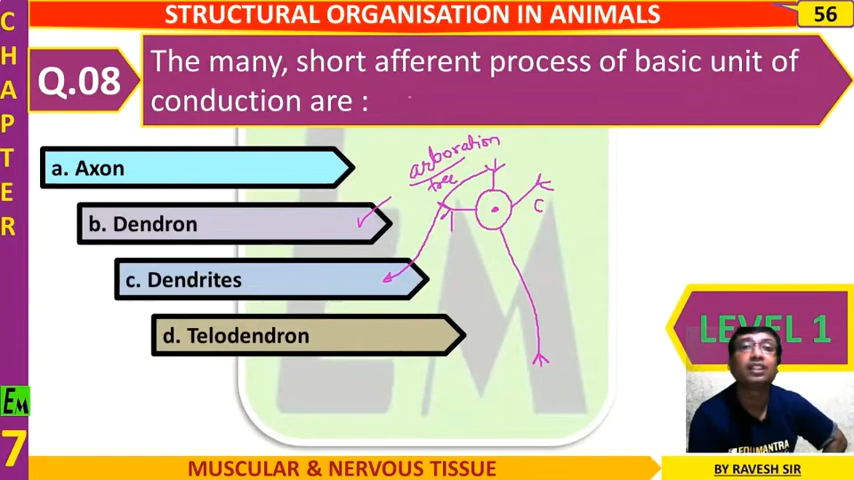 STRUCTURAL ORGANISATION IN ANIMALS
56
CHAPTER
Q.08
The many, short afferent process of basic unit of
conduction are :
arboration
tree
a. Axon
b. Dendron
c. Dendrites
d. Telodendron
C
LEVEL 1
EM
7
EDUMANTRA
MUSCULAR & NERVOUS TISSUE
BY RAVESH SIR